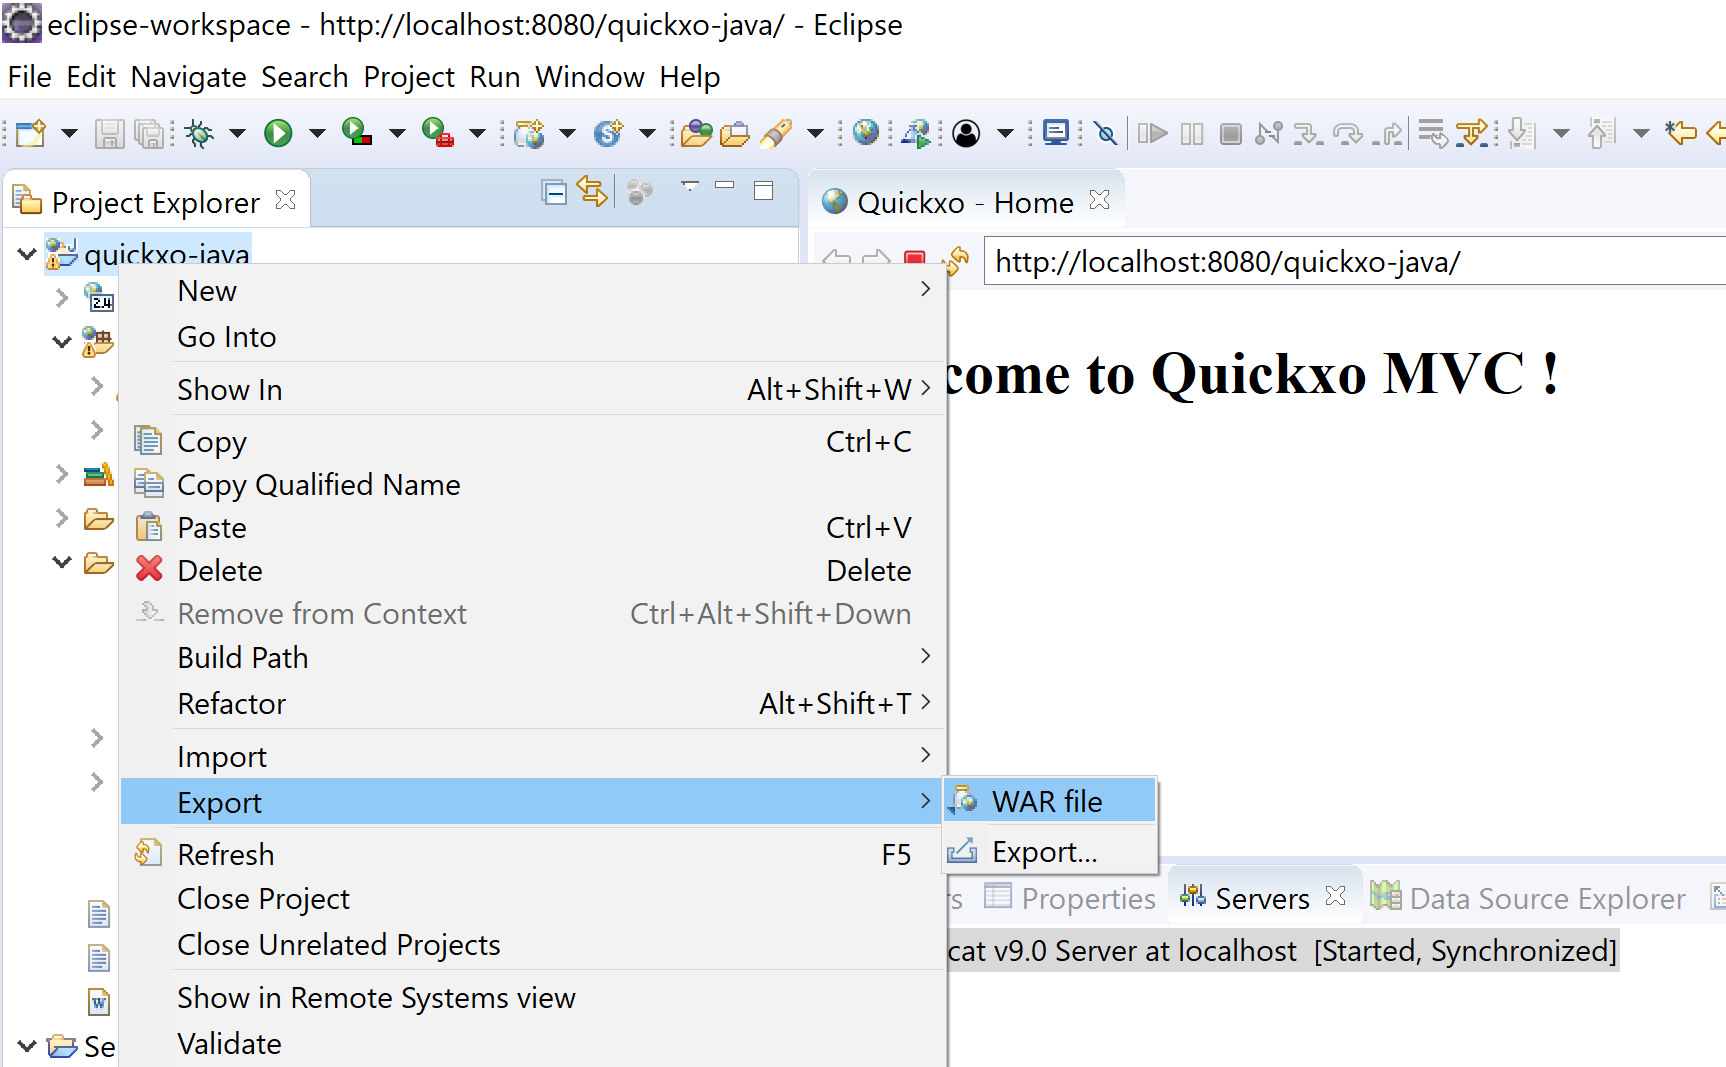 eclipse-workspace - http://localhost:8080/quickxo-java/ - Eclipse
File Edit Navigate Search Project Run Window Help
Project Explorer
Quickxo - Home
quickxo-java
http://localhost:8080/quickxo-java/
2.4
New
Go Into
Show In Alt+Shift+W
Copy Ctrl+C
Copy Qualified Name
Paste Ctrl+V
Delete Delete
Remove from Context Ctrl+Alt+Shift+Down
Build Path
Refactor Alt+Shift+T
Import
Export
Refresh F5
Close Project
Close Unrelated Projects
Show in Remote Systems view
Validate
WAR file
Export...
come to Quickxo MVC !
rs Properties Servers Data Source Explorer
cat v9.0 Server at localhost [Started, Synchronized]
Se